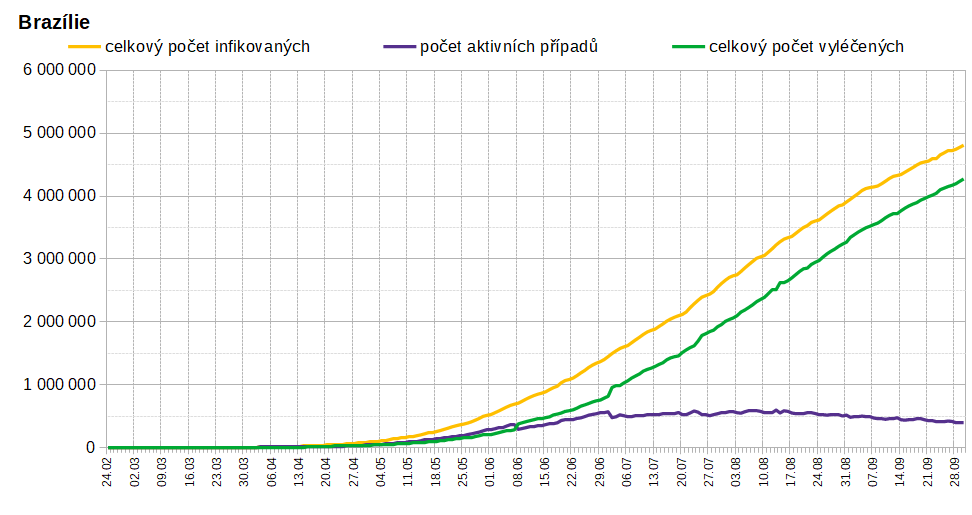 Brazílie
celkový počet infikovaných počet aktivních případů celkový počet vyléčených
6 000 000
5 000 000
4 000 000
3 000 000
2 000 000
1 000 000
0
24.02 02.03 09.03 16.03 23.03 30.03 06.04 13.04 20.04 27.04 04.05 11.05 18.05 25.05 01.06 08.06 15.06 22.06 29.06 06.07 13.07 20.07 27.07 03.08 10.08 17.08 24.08 31.08 07.09 14.09 21.09 28.09